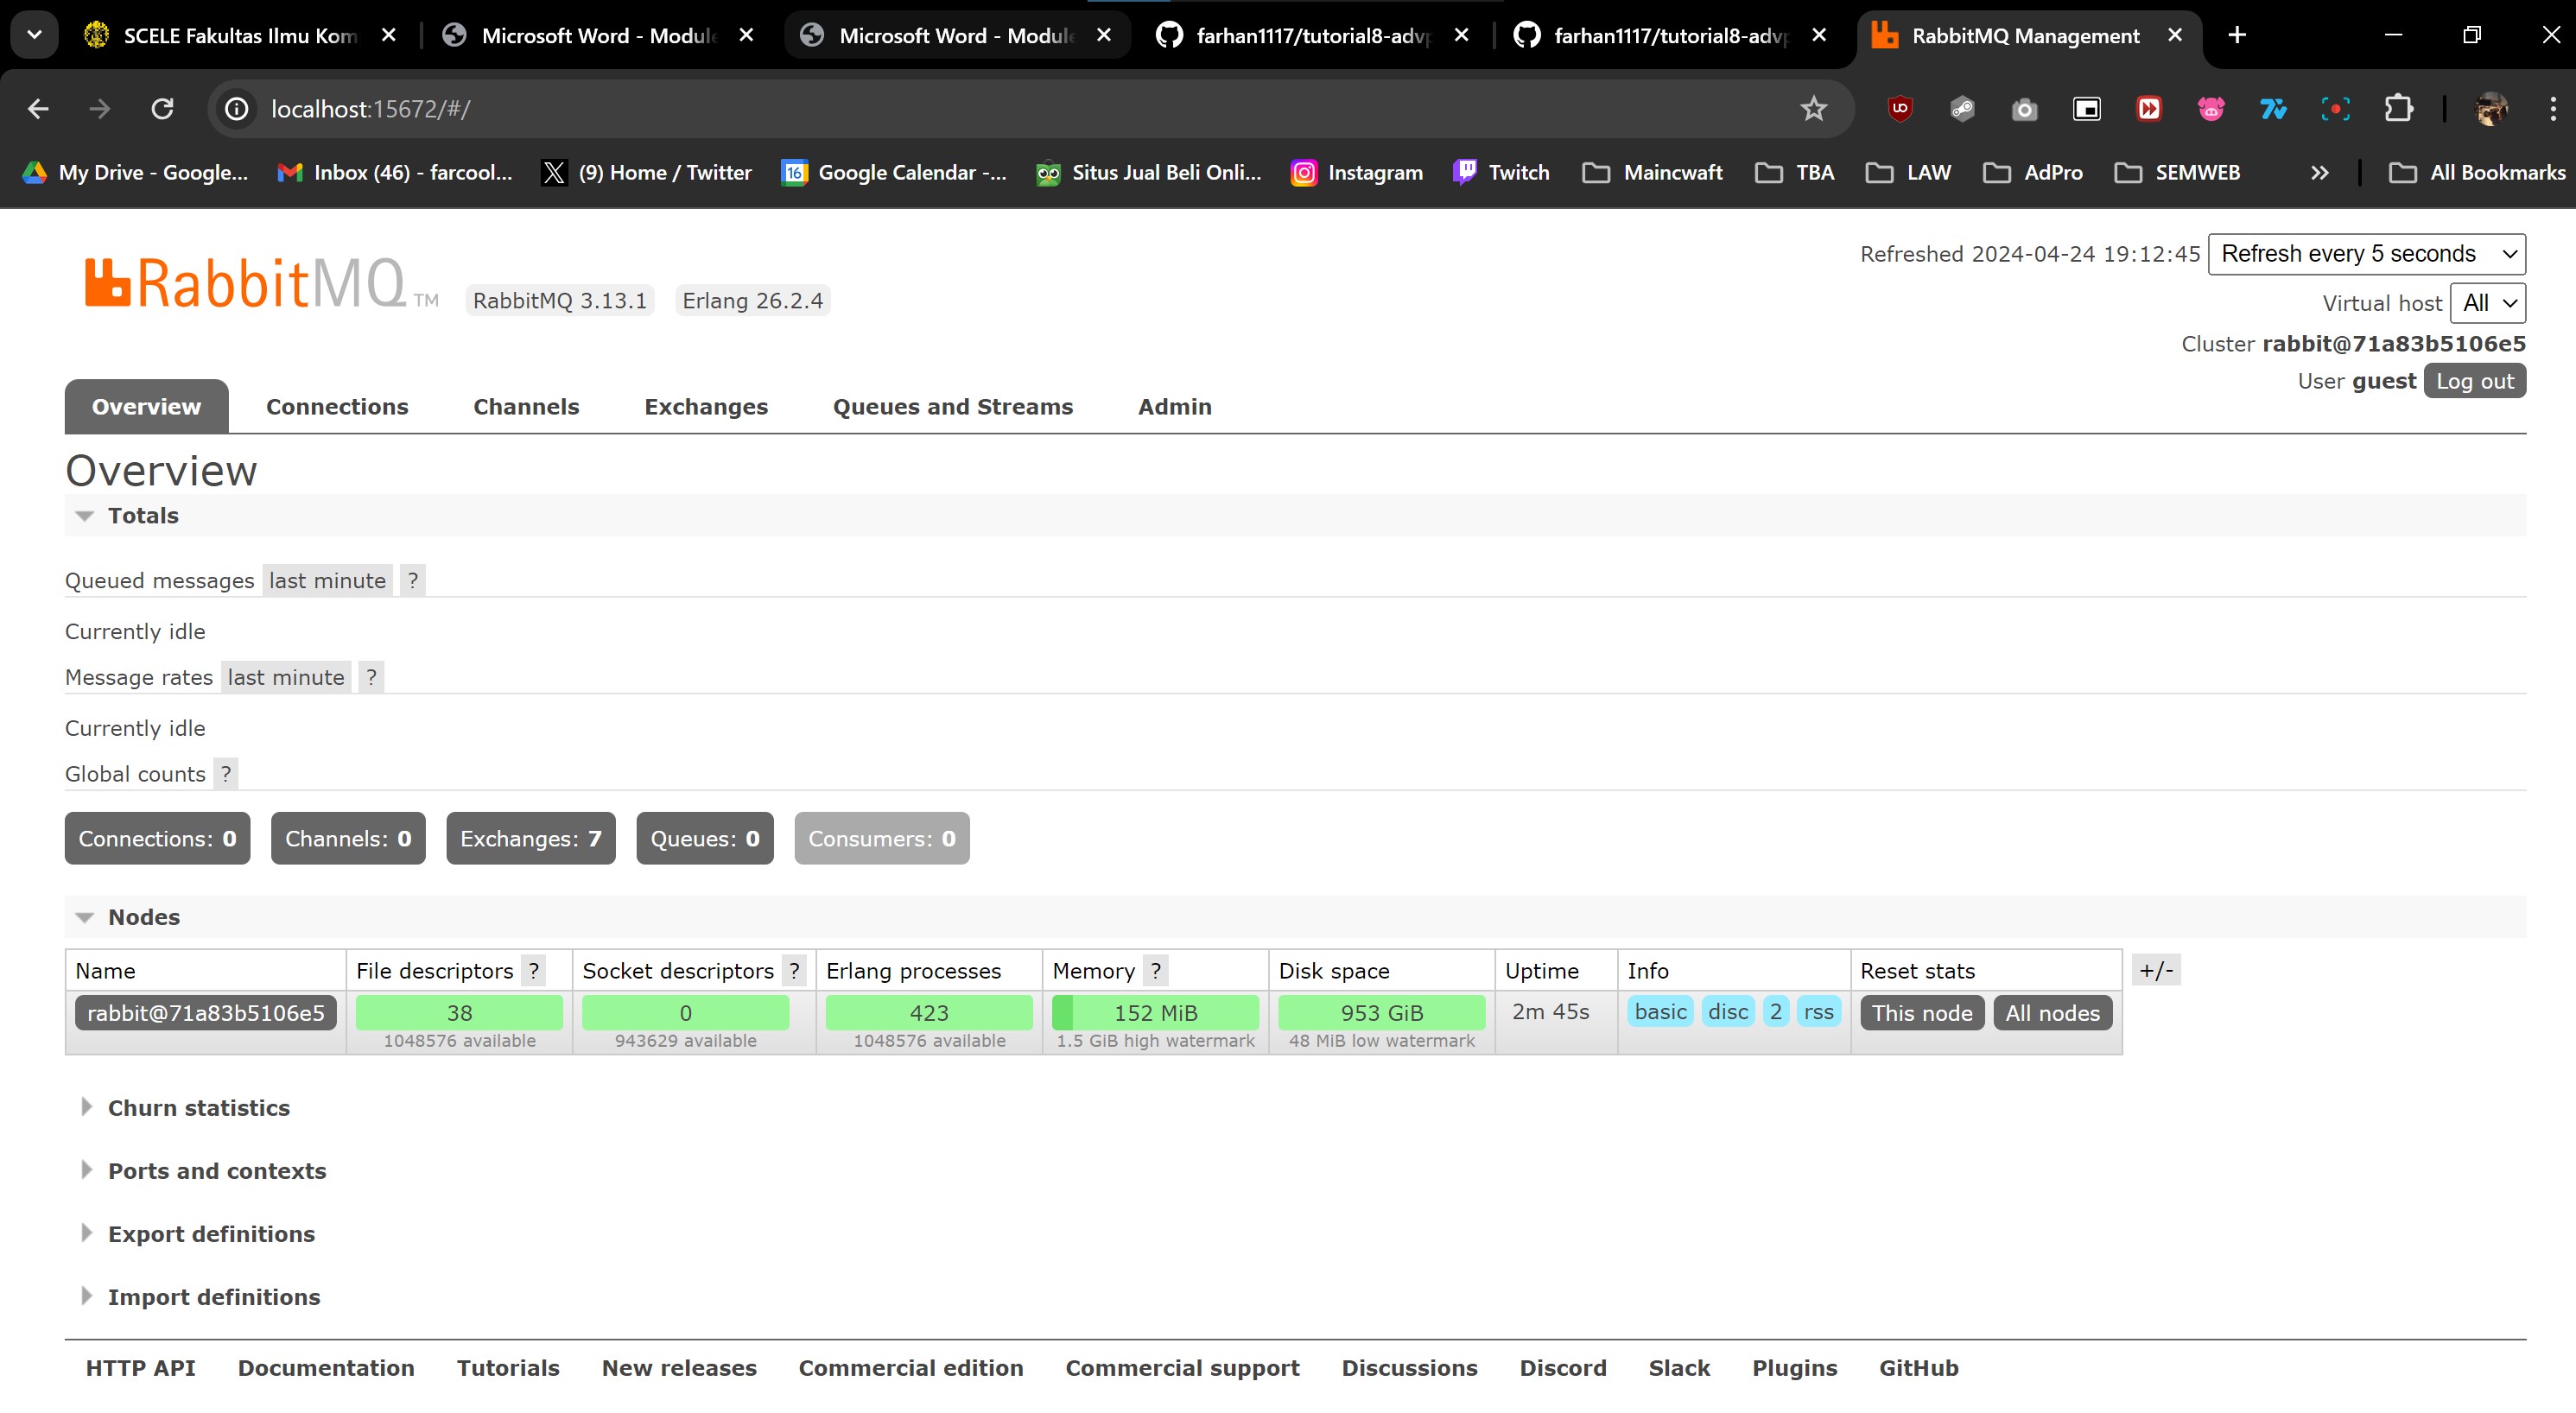 SCELE Fakultas Ilmu Kom
Microsoft Word - Module
Microsoft Word - Module
farhan1117/tutorial8-advp
farhan1117/tutorial8-advp
RabbitMQ Management
localhost:15672/#/
My Drive - Google...
Inbox (46) - farcool...
(9) Home / Twitter
Google Calendar -...
Situs Jual Beli Onli...
Instagram
Twitch
Maincwaft
TBA
LAW
AdPro
SEMWEB
All Bookmarks
RabbitMQ TM
RabbitMQ 3.13.1
Erlang 26.2.4
Refreshed 2024-04-24 19:12:45 Refresh every 5 seconds
Virtual host All
Cluster rabbit@71a83b5106e5
User guest Log out
Overview Connections Channels Exchanges Queues and Streams Admin
Overview
Totals
Queued messages last minute ?
Currently idle
Message rates last minute ?
Currently idle
Global counts ?
Connections: 0 Channels: 0 Exchanges: 7 Queues: 0 Consumers: 0
Nodes
Name File descriptors ? Socket descriptors ? Erlang processes Memory ? Disk space Uptime Info Reset stats +/-
rabbit@71a83b5106e5 38 0 423 152 MiB 953 GiB 2m 45s basic disc 2 rss This node All nodes
1048576 available 943629 available 1048576 available 1.5 GiB high watermark 48 MiB low watermark
Churn statistics
Ports and contexts
Export definitions
Import definitions
HTTP API Documentation Tutorials New releases Commercial edition Commercial support Discussions Discord Slack Plugins GitHub